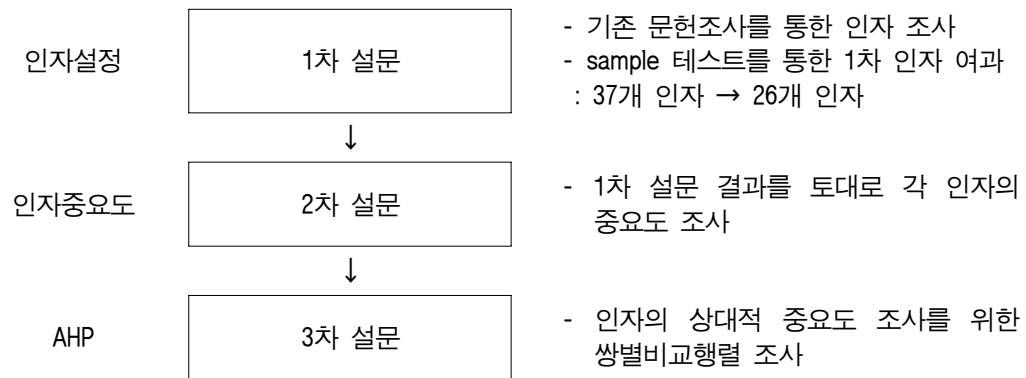 인자설정
1차 설문
- 기존 문헌조사를 통한 인자 조사
- sample 테스트를 통한 1차 인자 여과
: 37개 인자 → 26개 인자
↓
인자중요도
2차 설문
- 1차 설문 결과를 토대로 각 인자의
중요도 조사
↓
AHP
3차 설문
- 인자의 상대적 중요도 조사를 위한
쌍별비교행렬 조사